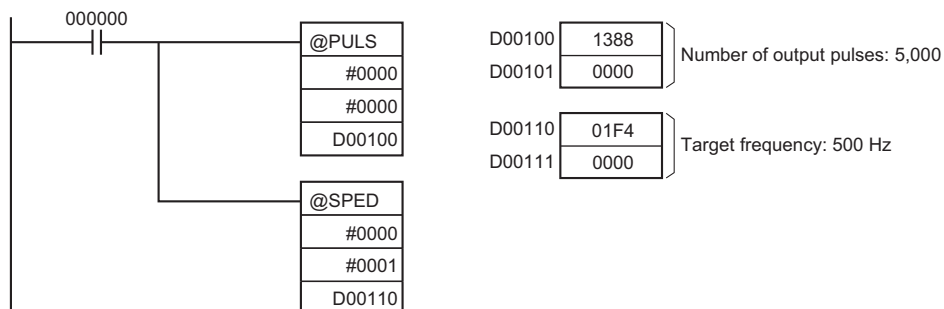 000000
@PULS
#0000
#0000
D00100
@SPED
#0000
#0001
D00110
D00100 1388
D00101 0000
Number of output pulses: 5,000
D00110 01F4
D00111 0000
Target frequency: 500 Hz